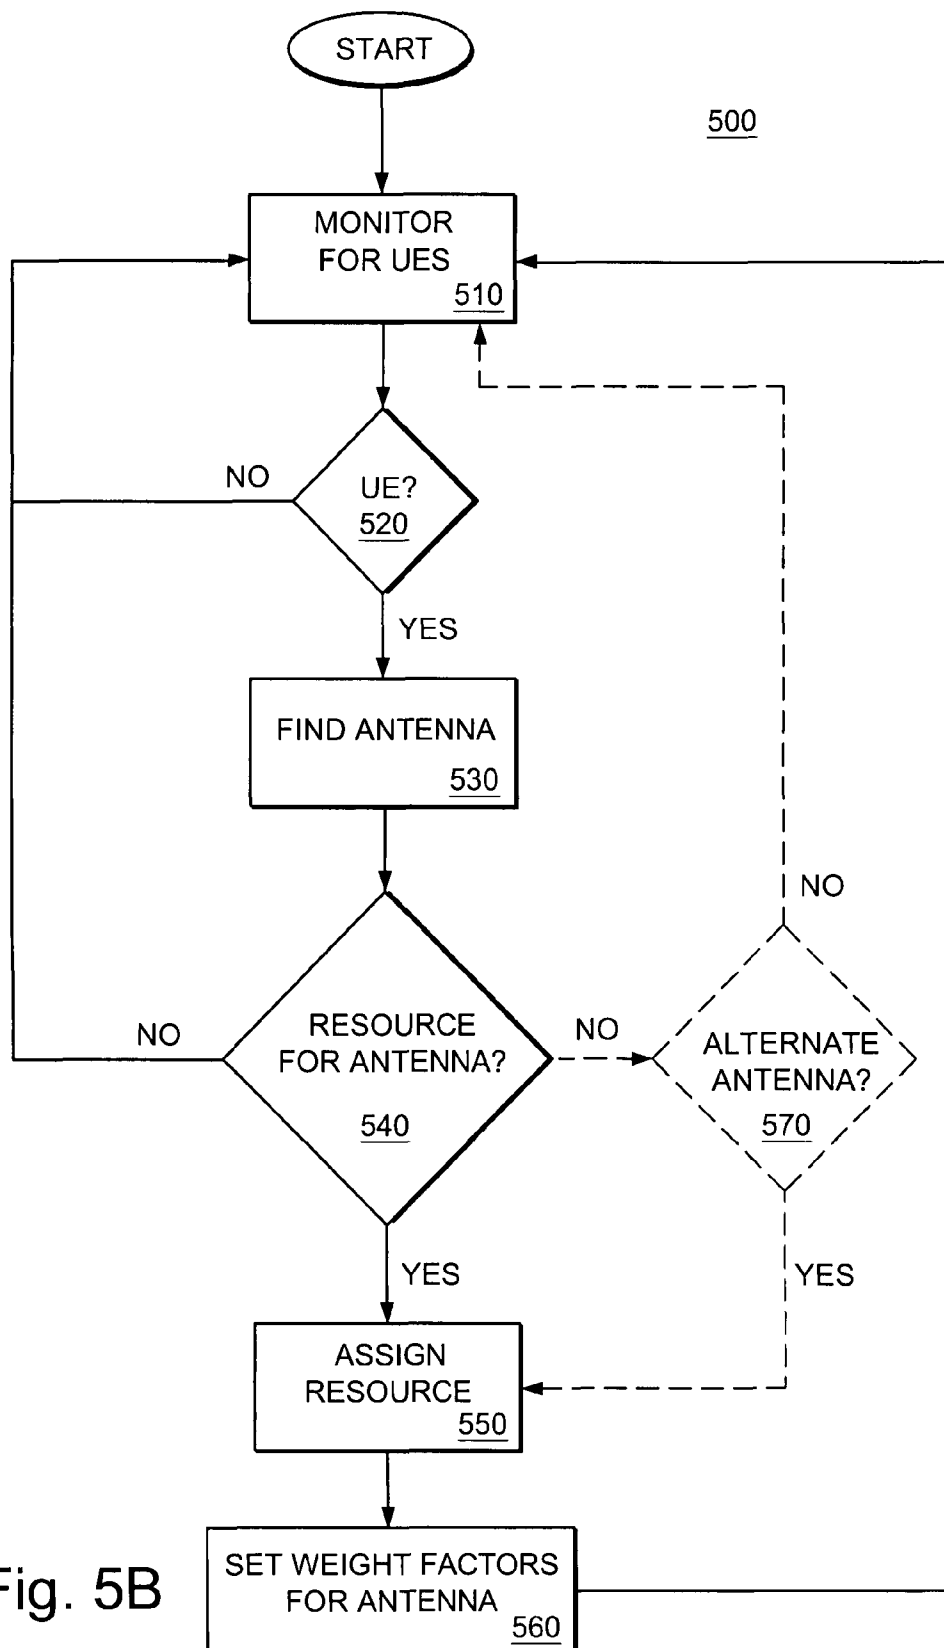 START
500
MONITOR
FOR UES
510
NO
UE?
520
YES
FIND ANTENNA
530
NO
NO
RESOURCE
FOR ANTENNA?
540
NO
ALTERNATE
ANTENNA?
570
YES
YES
ASSIGN
RESOURCE
550
SET WEIGHT FACTORS
FOR ANTENNA
560
Fig. 5B